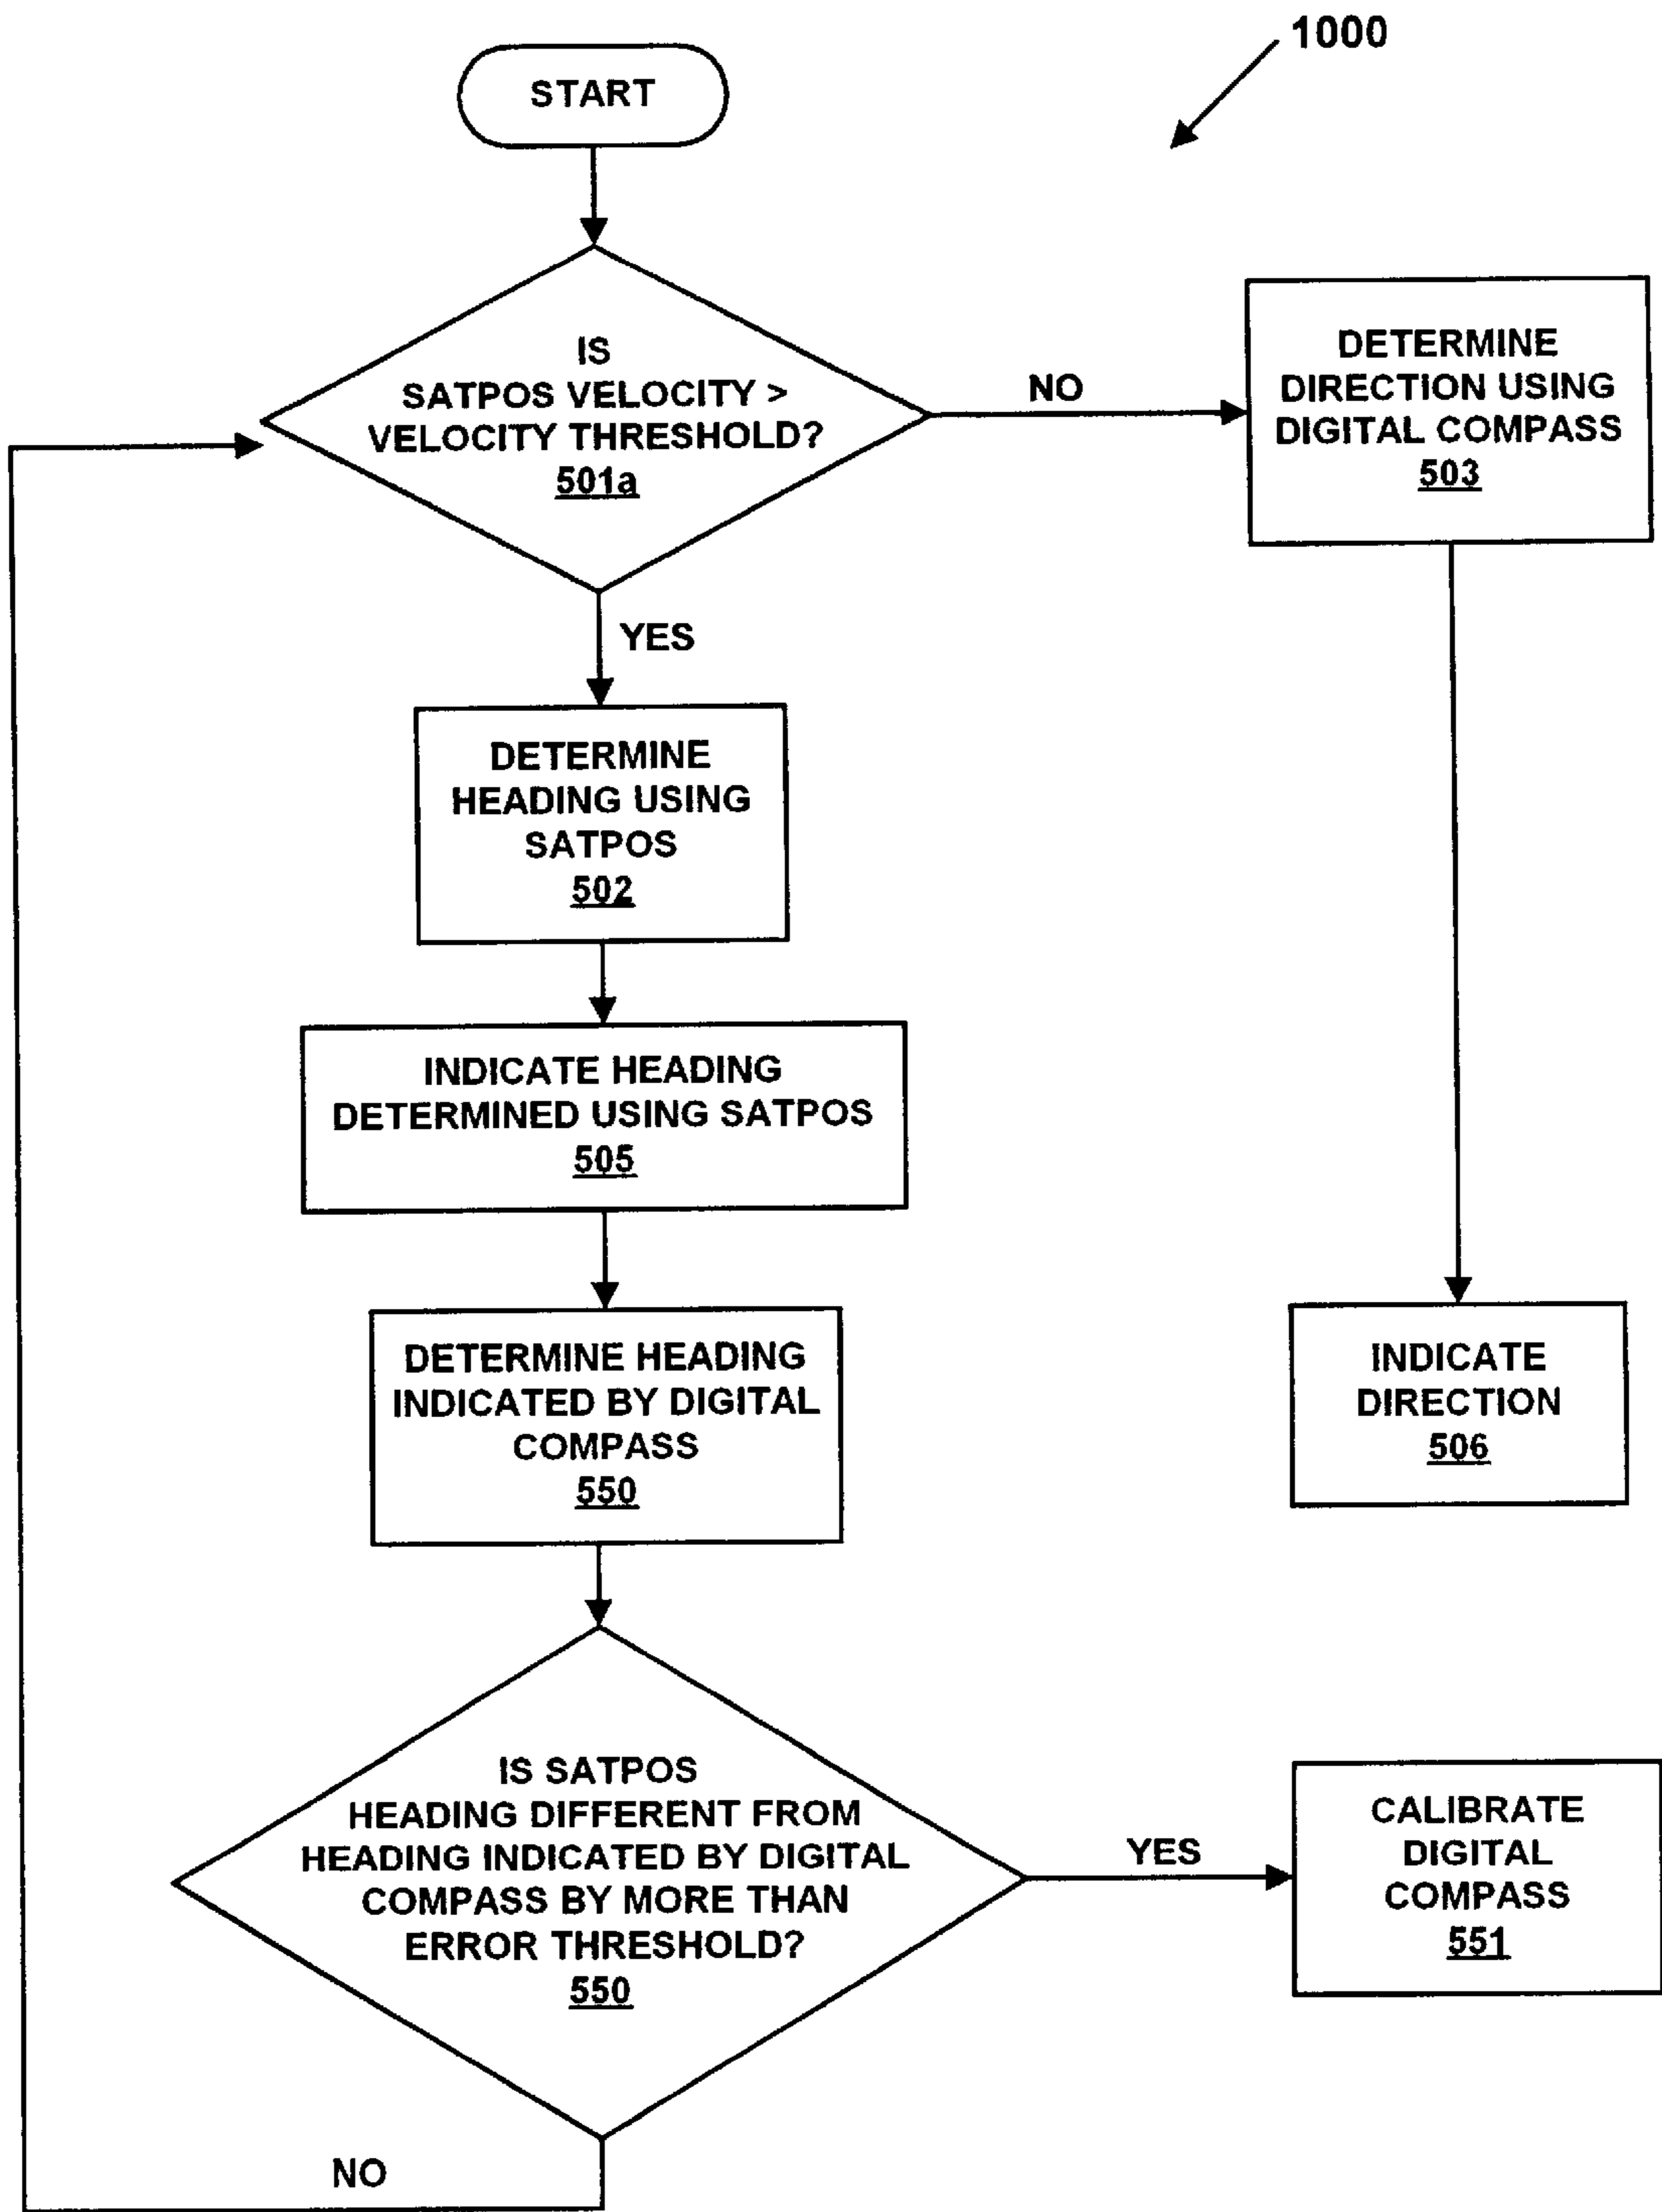 1000
START
IS
SATPOS VELOCITY >
VELOCITY THRESHOLD?
501a
NO
DETERMINE
DIRECTION USING
DIGITAL COMPASS
503
YES
DETERMINE
HEADING USING
SATPOS
502
INDICATE HEADING
DETERMINED USING SATPOS
505
DETERMINE HEADING
INDICATED BY DIGITAL
COMPASS
550
INDICATE
DIRECTION
506
IS SATPOS
HEADING DIFFERENT FROM
HEADING INDICATED BY DIGITAL
COMPASS BY MORE THAN
ERROR THRESHOLD?
550
YES
CALIBRATE
DIGITAL
COMPASS
551
NO